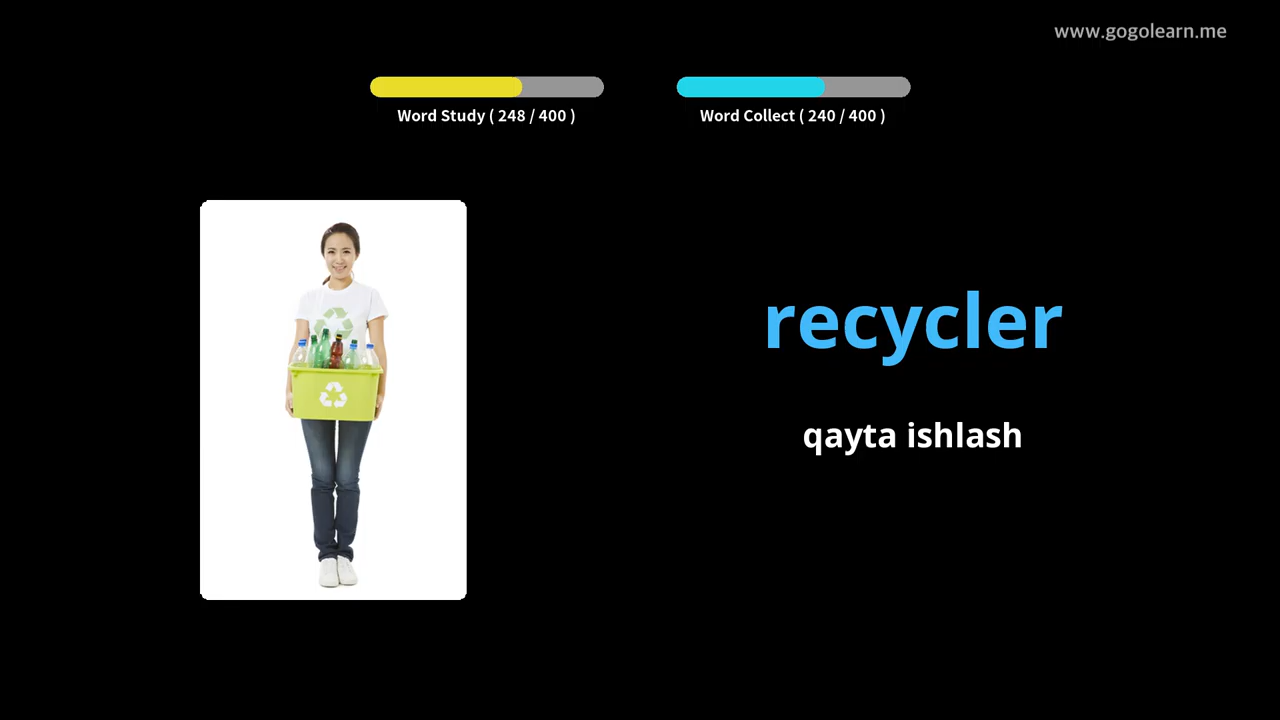 www.gogolearn.me
Word Study ( 248 / 400 )
Word Collect ( 240 / 400 )
recycler
qayta ishlash